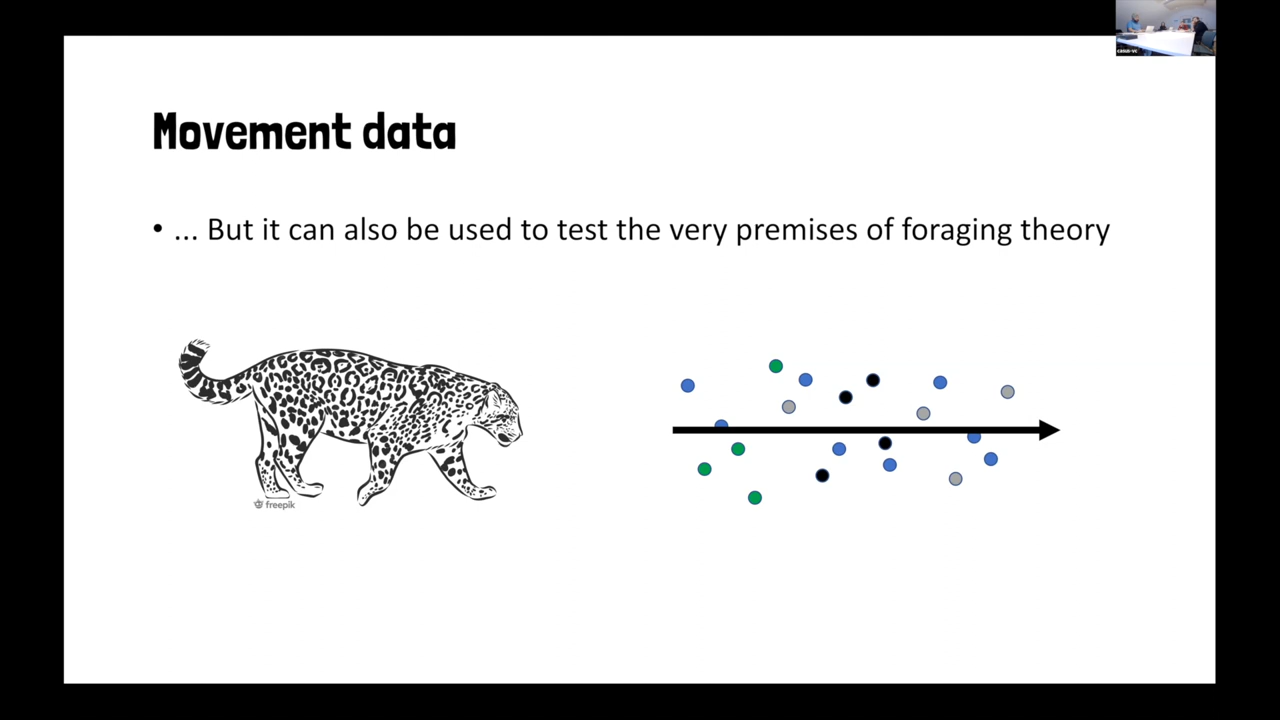 Movement data
• ... But it can also be used to test the very premises of foraging theory
freepik